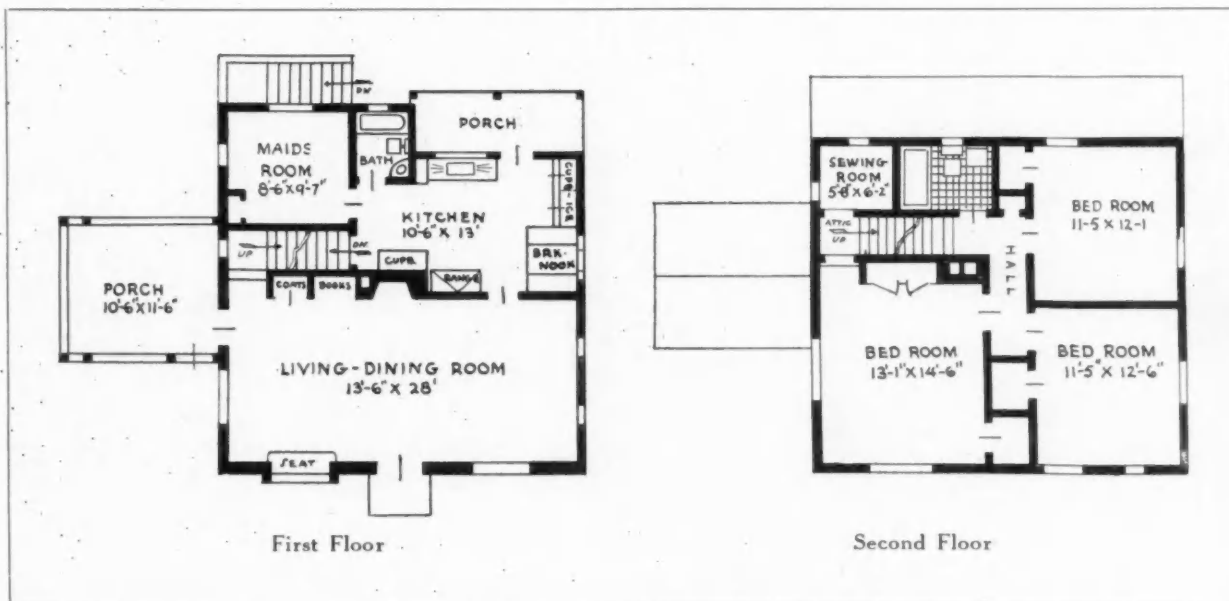 DN
MAIDS
ROOM
8'-6"X9'-7"
BATH
PORCH
CUPB-ICE
KITCHEN
10'-6" X 13'
UP
DN
CUPB.
RANGE
BRK-
NOOK
COATS
BOOKS
PORCH
10'-6"X11'-6"
LIVING-DINING ROOM
13'-6" X 28'
SEAT
First Floor
SEWING
ROOM
5'-8"X6'-2"
ATTIC
UP
HALL
BED ROOM
11-5 X 12-1
BED ROOM
13'-1"X14'-6"
BED ROOM
11'-5" X 12'-6"
Second Floor